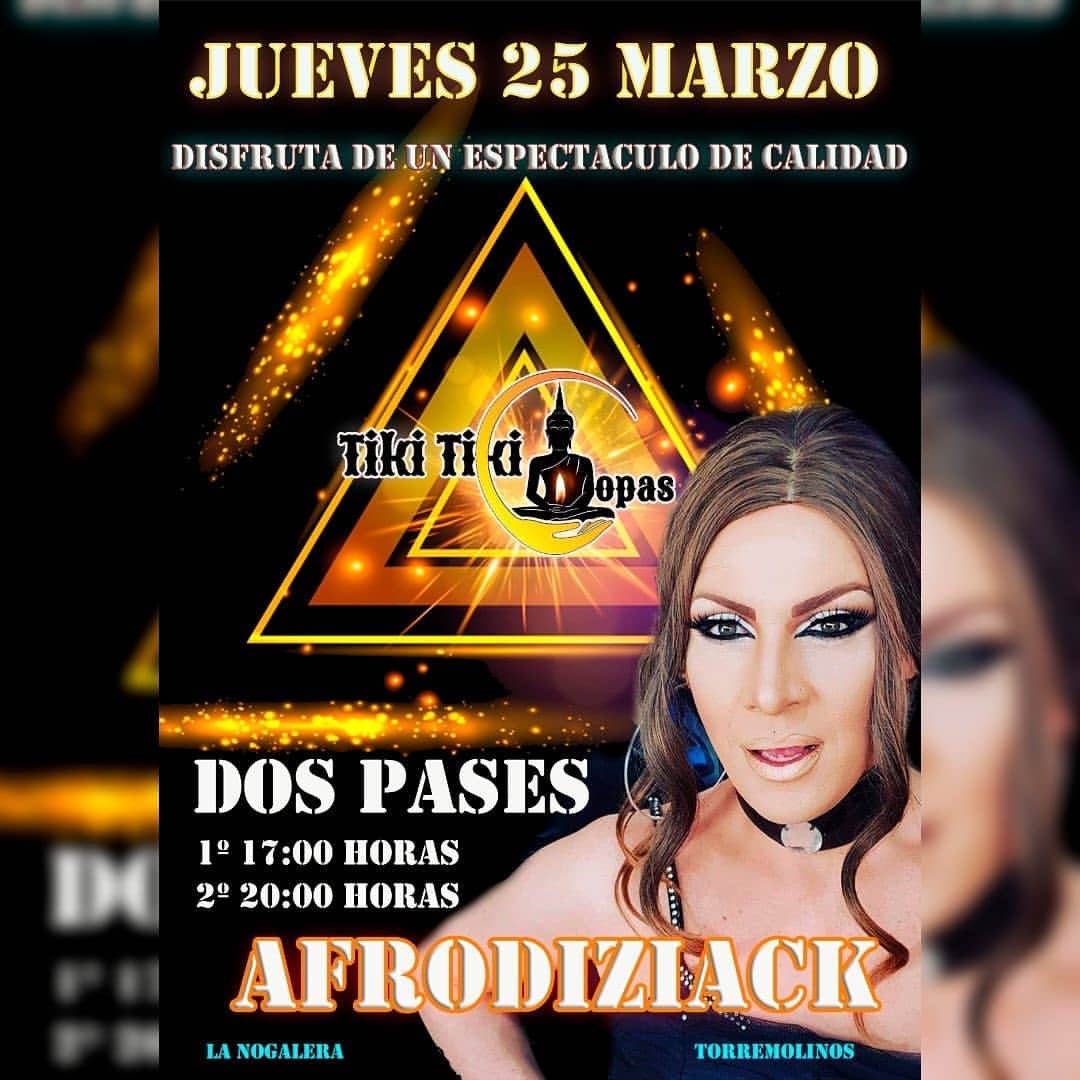 JUEVES 25 MARZO
DISFRUTA DE UN ESPECTACULO DE CALIDAD
Tiki Tiki Copas
DOS PASES
1º 17:00 HORAS
2º 20:00 HORAS
AFRODIZIACK
LA NOGALERA
TORREMOLINOS